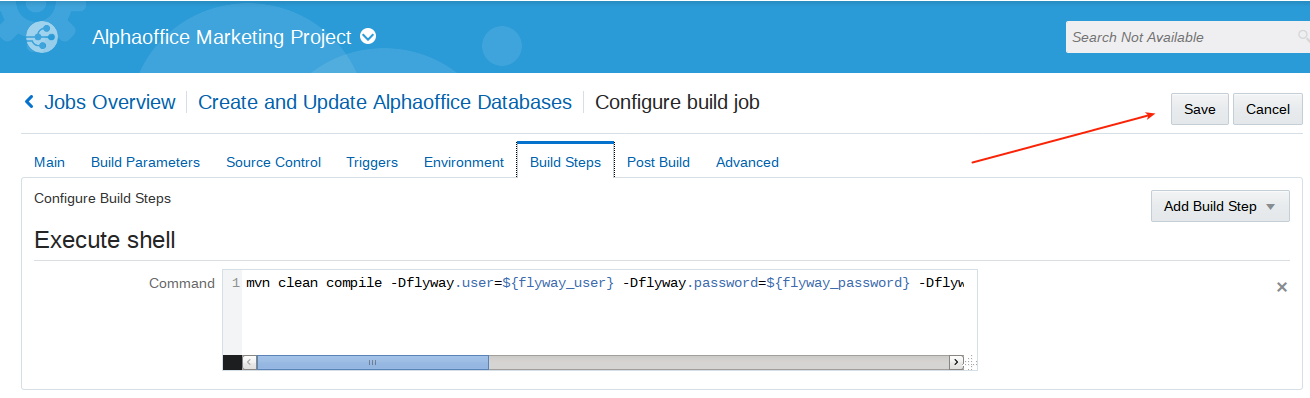 Alphaoffice Marketing Project
Search Not Available
Jobs Overview Create and Update Alphaoffice Databases Configure build job
Save Cancel
Main Build Parameters Source Control Triggers Environment Build Steps Post Build Advanced
Configure Build Steps
Add Build Step
Execute shell
Command
1 mvn clean compile -Dflyway.user=${flyway_user} -Dflyway.password=${flyway_password} -Dflyw